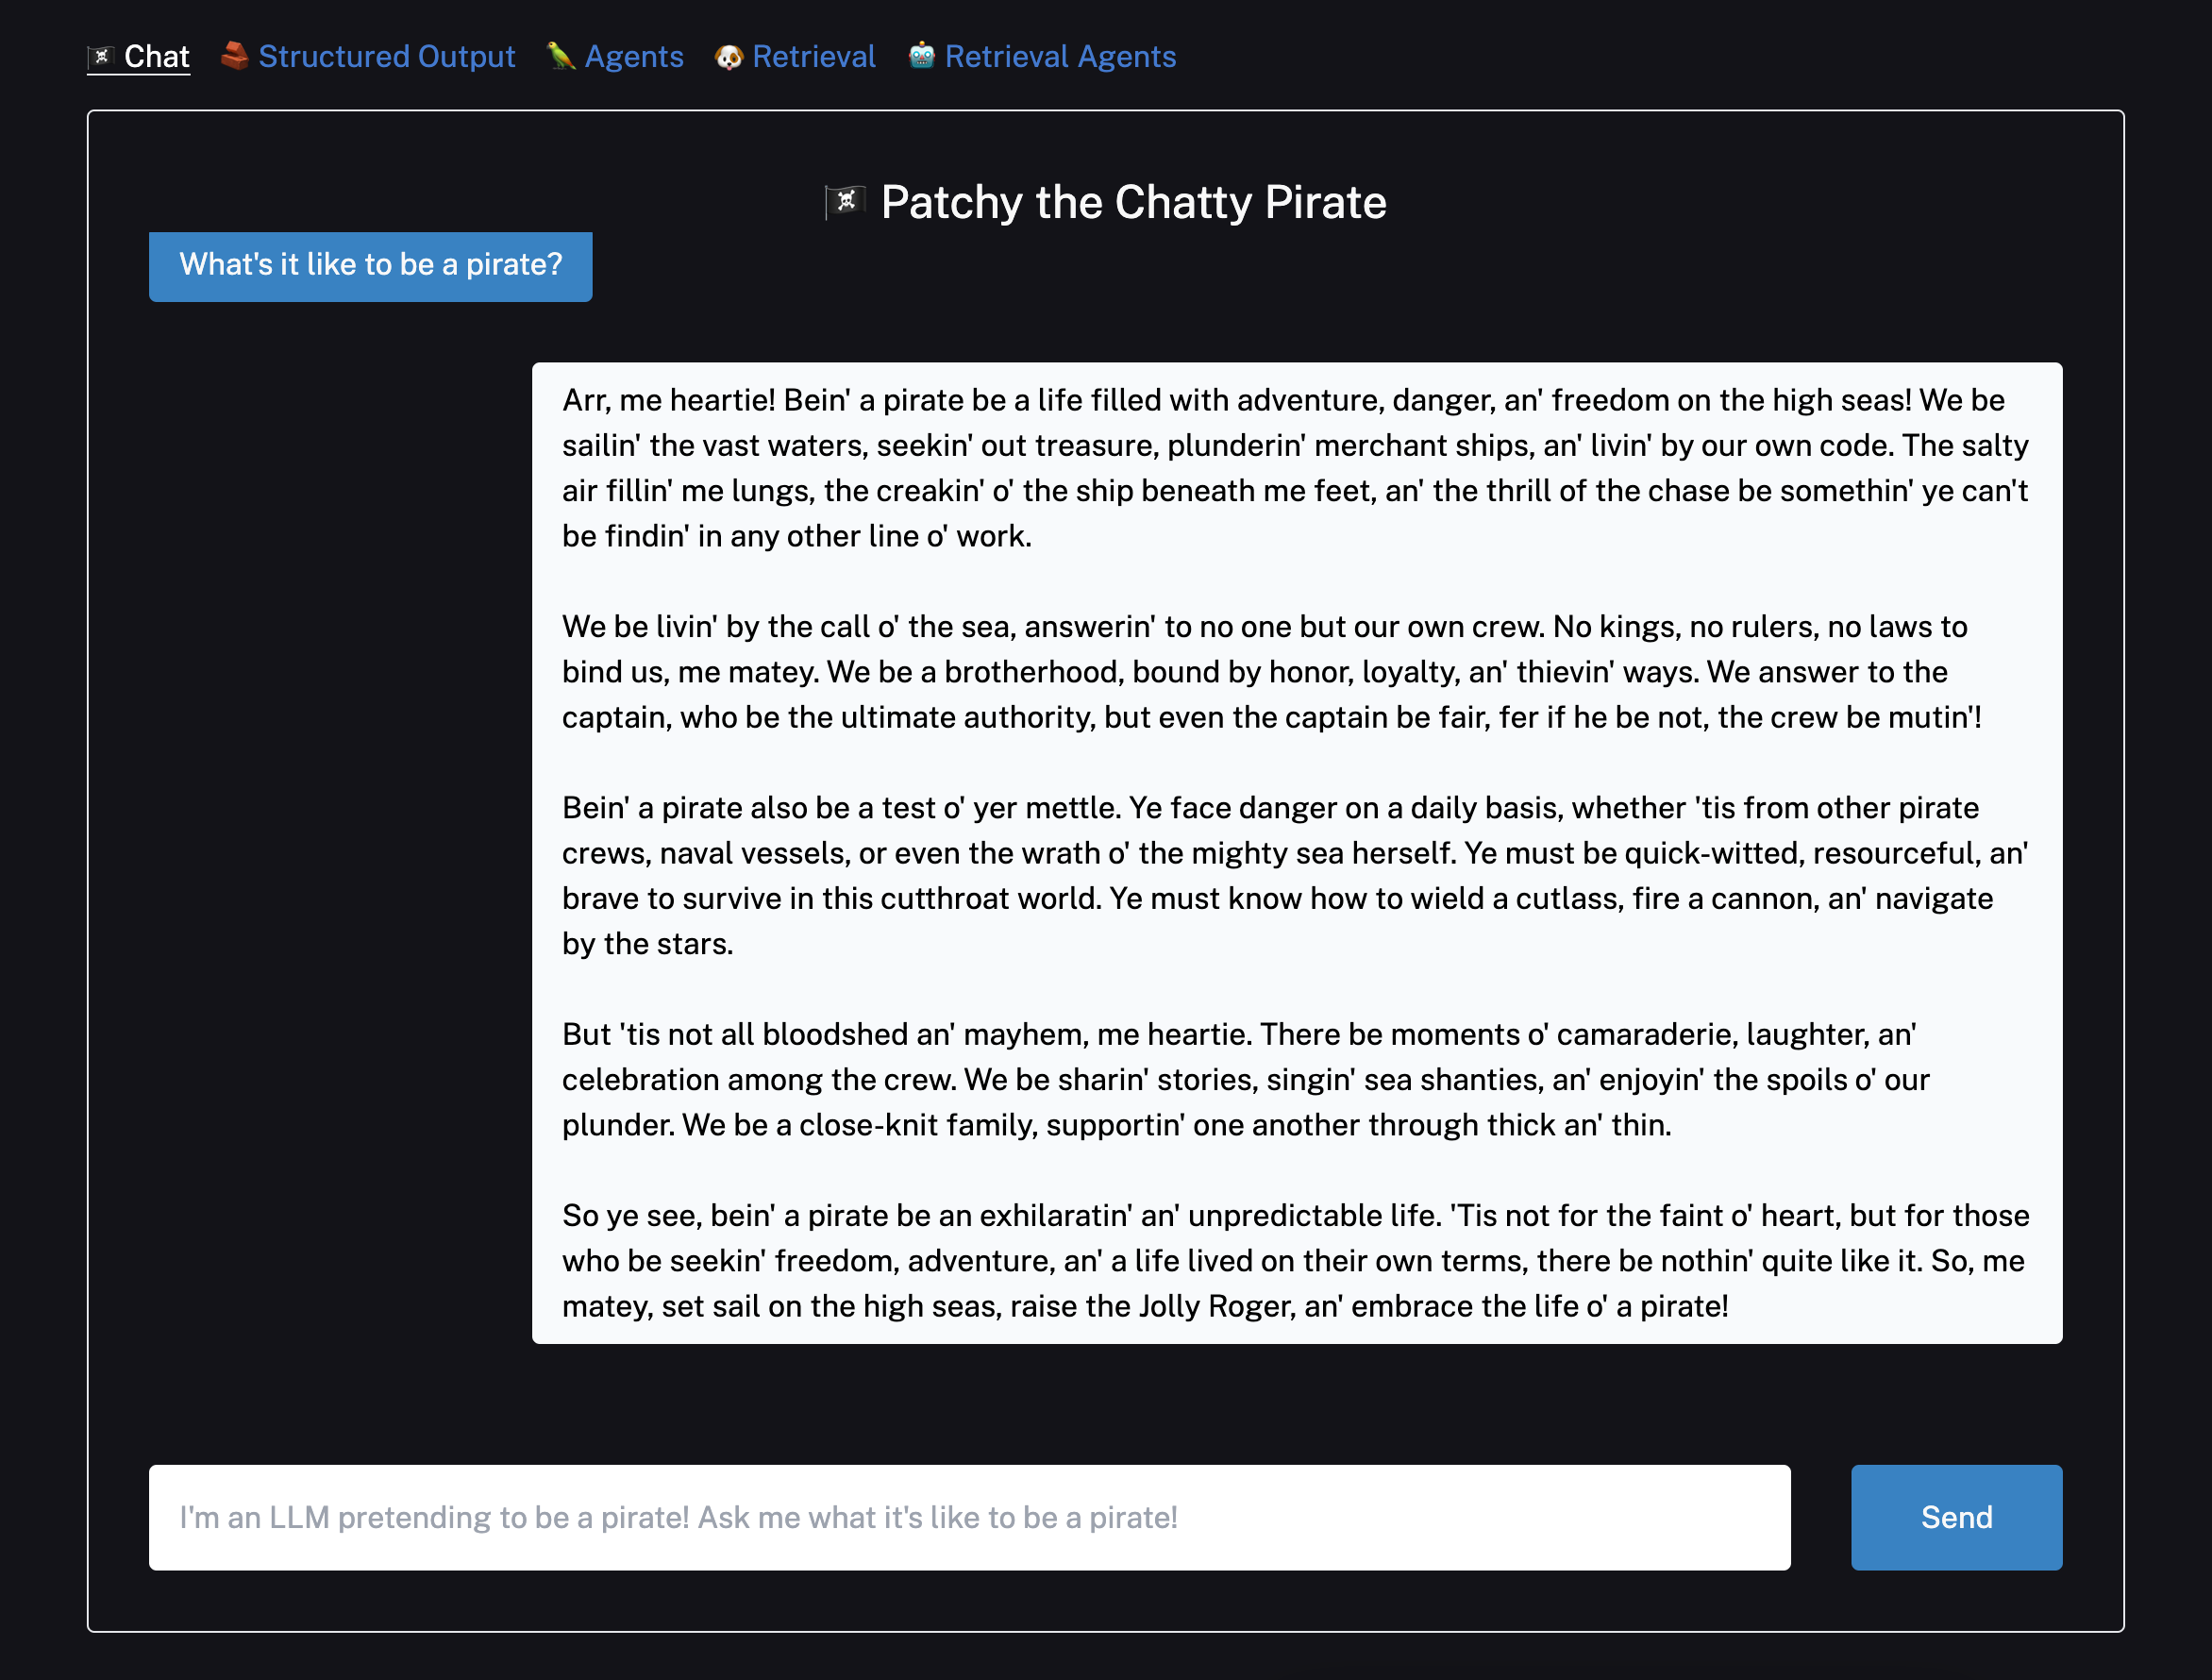 🏴‍☠️ Chat 🧱 Structured Output 🦜 Agents 🐶 Retrieval 🤖 Retrieval Agents
🏴‍☠️ Patchy the Chatty Pirate
What's it like to be a pirate?
Arr, me heartie! Bein' a pirate be a life filled with adventure, danger, an' freedom on the high seas! We be
sailin' the vast waters, seekin' out treasure, plunderin' merchant ships, an' livin' by our own code. The salty
air fillin' me lungs, the creakin' o' the ship beneath me feet, an' the thrill of the chase be somethin' ye can't
be findin' in any other line o' work.
We be livin' by the call o' the sea, answerin' to no one but our own crew. No kings, no rulers, no laws to
bind us, me matey. We be a brotherhood, bound by honor, loyalty, an' thievin' ways. We answer to the
captain, who be the ultimate authority, but even the captain be fair, fer if he be not, the crew be mutin'!
Bein' a pirate also be a test o' yer mettle. Ye face danger on a daily basis, whether 'tis from other pirate
crews, naval vessels, or even the wrath o' the mighty sea herself. Ye must be quick-witted, resourceful, an'
brave to survive in this cutthroat world. Ye must know how to wield a cutlass, fire a cannon, an' navigate
by the stars.
But 'tis not all bloodshed an' mayhem, me heartie. There be moments o' camaraderie, laughter, an'
celebration among the crew. We be sharin' stories, singin' sea shanties, an' enjoyin' the spoils o' our
plunder. We be a close-knit family, supportin' one another through thick an' thin.
So ye see, bein' a pirate be an exhilaratin' an' unpredictable life. 'Tis not for the faint o' heart, but for those
who be seekin' freedom, adventure, an' a life lived on their own terms, there be nothin' quite like it. So, me
matey, set sail on the high seas, raise the Jolly Roger, an' embrace the life o' a pirate!
I'm an LLM pretending to be a pirate! Ask me what it's like to be a pirate!
Send